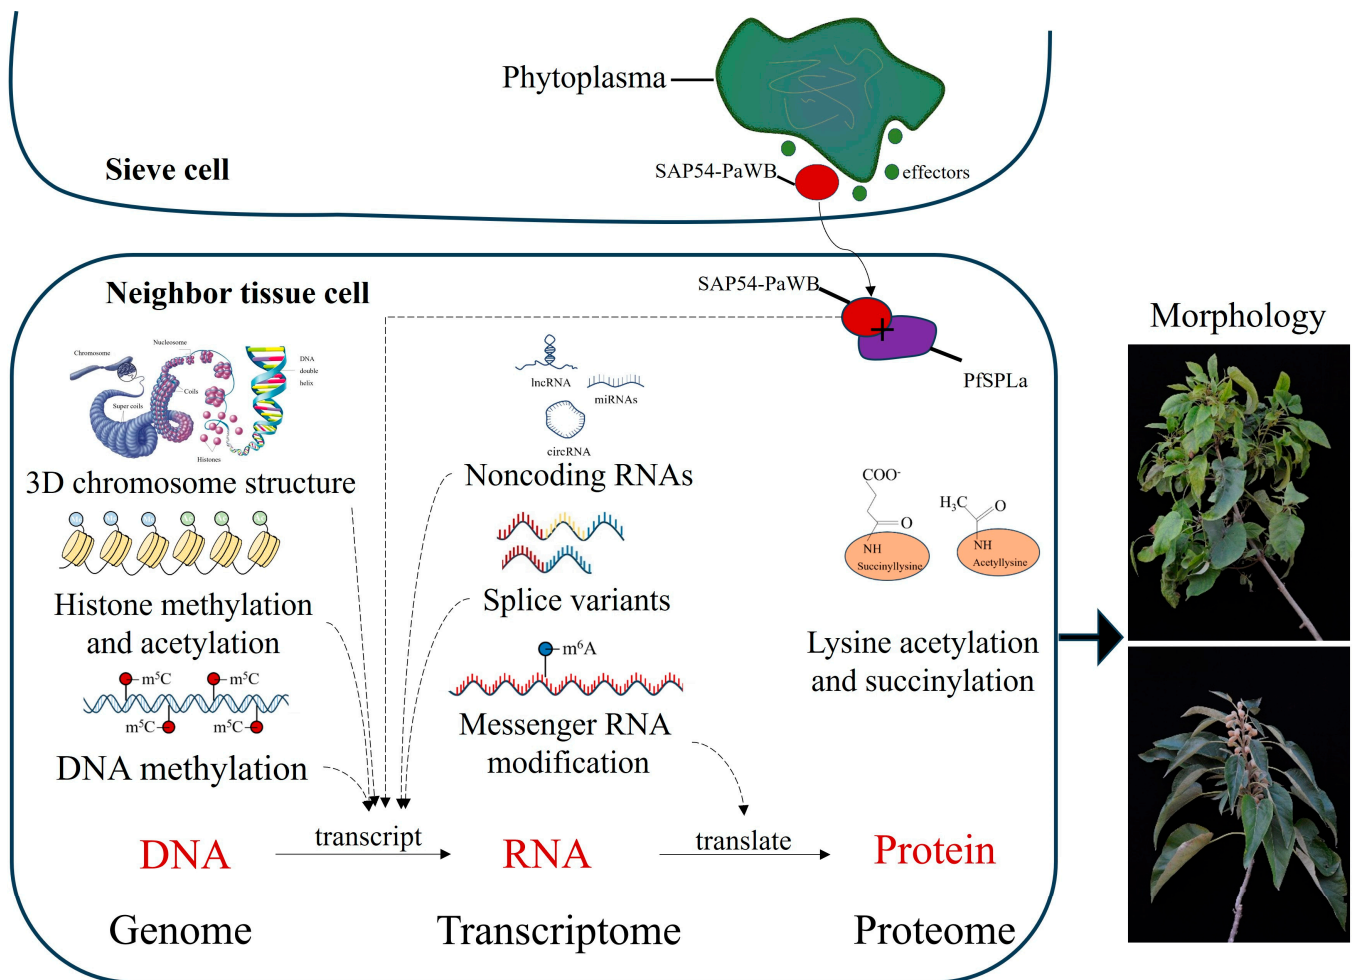 Phytoplasma
Sieve cell
SAP54-PaWB
effectors
Neighbor tissue cell
SAP54-PaWB
PfSPLa
Morphology
Chromosome
Nucleosome
DNA
double
helix
Coils
Super coils
Histones
3D chromosome structure
lncRNA
miRNAs
circRNA
Noncoding RNAs
Histone methylation
and acetylation
Splice variants
COO-
O
NH
Succinyllysine
H₃C
O
NH
Acetyllysine
Lysine acetylation
and succinylation
m⁵C
m⁵C
m⁵C
m⁵C
DNA methylation
m⁶A
Messenger RNA
modification
DNA
transcript
RNA
translate
Protein
Genome
Transcriptome
Proteome